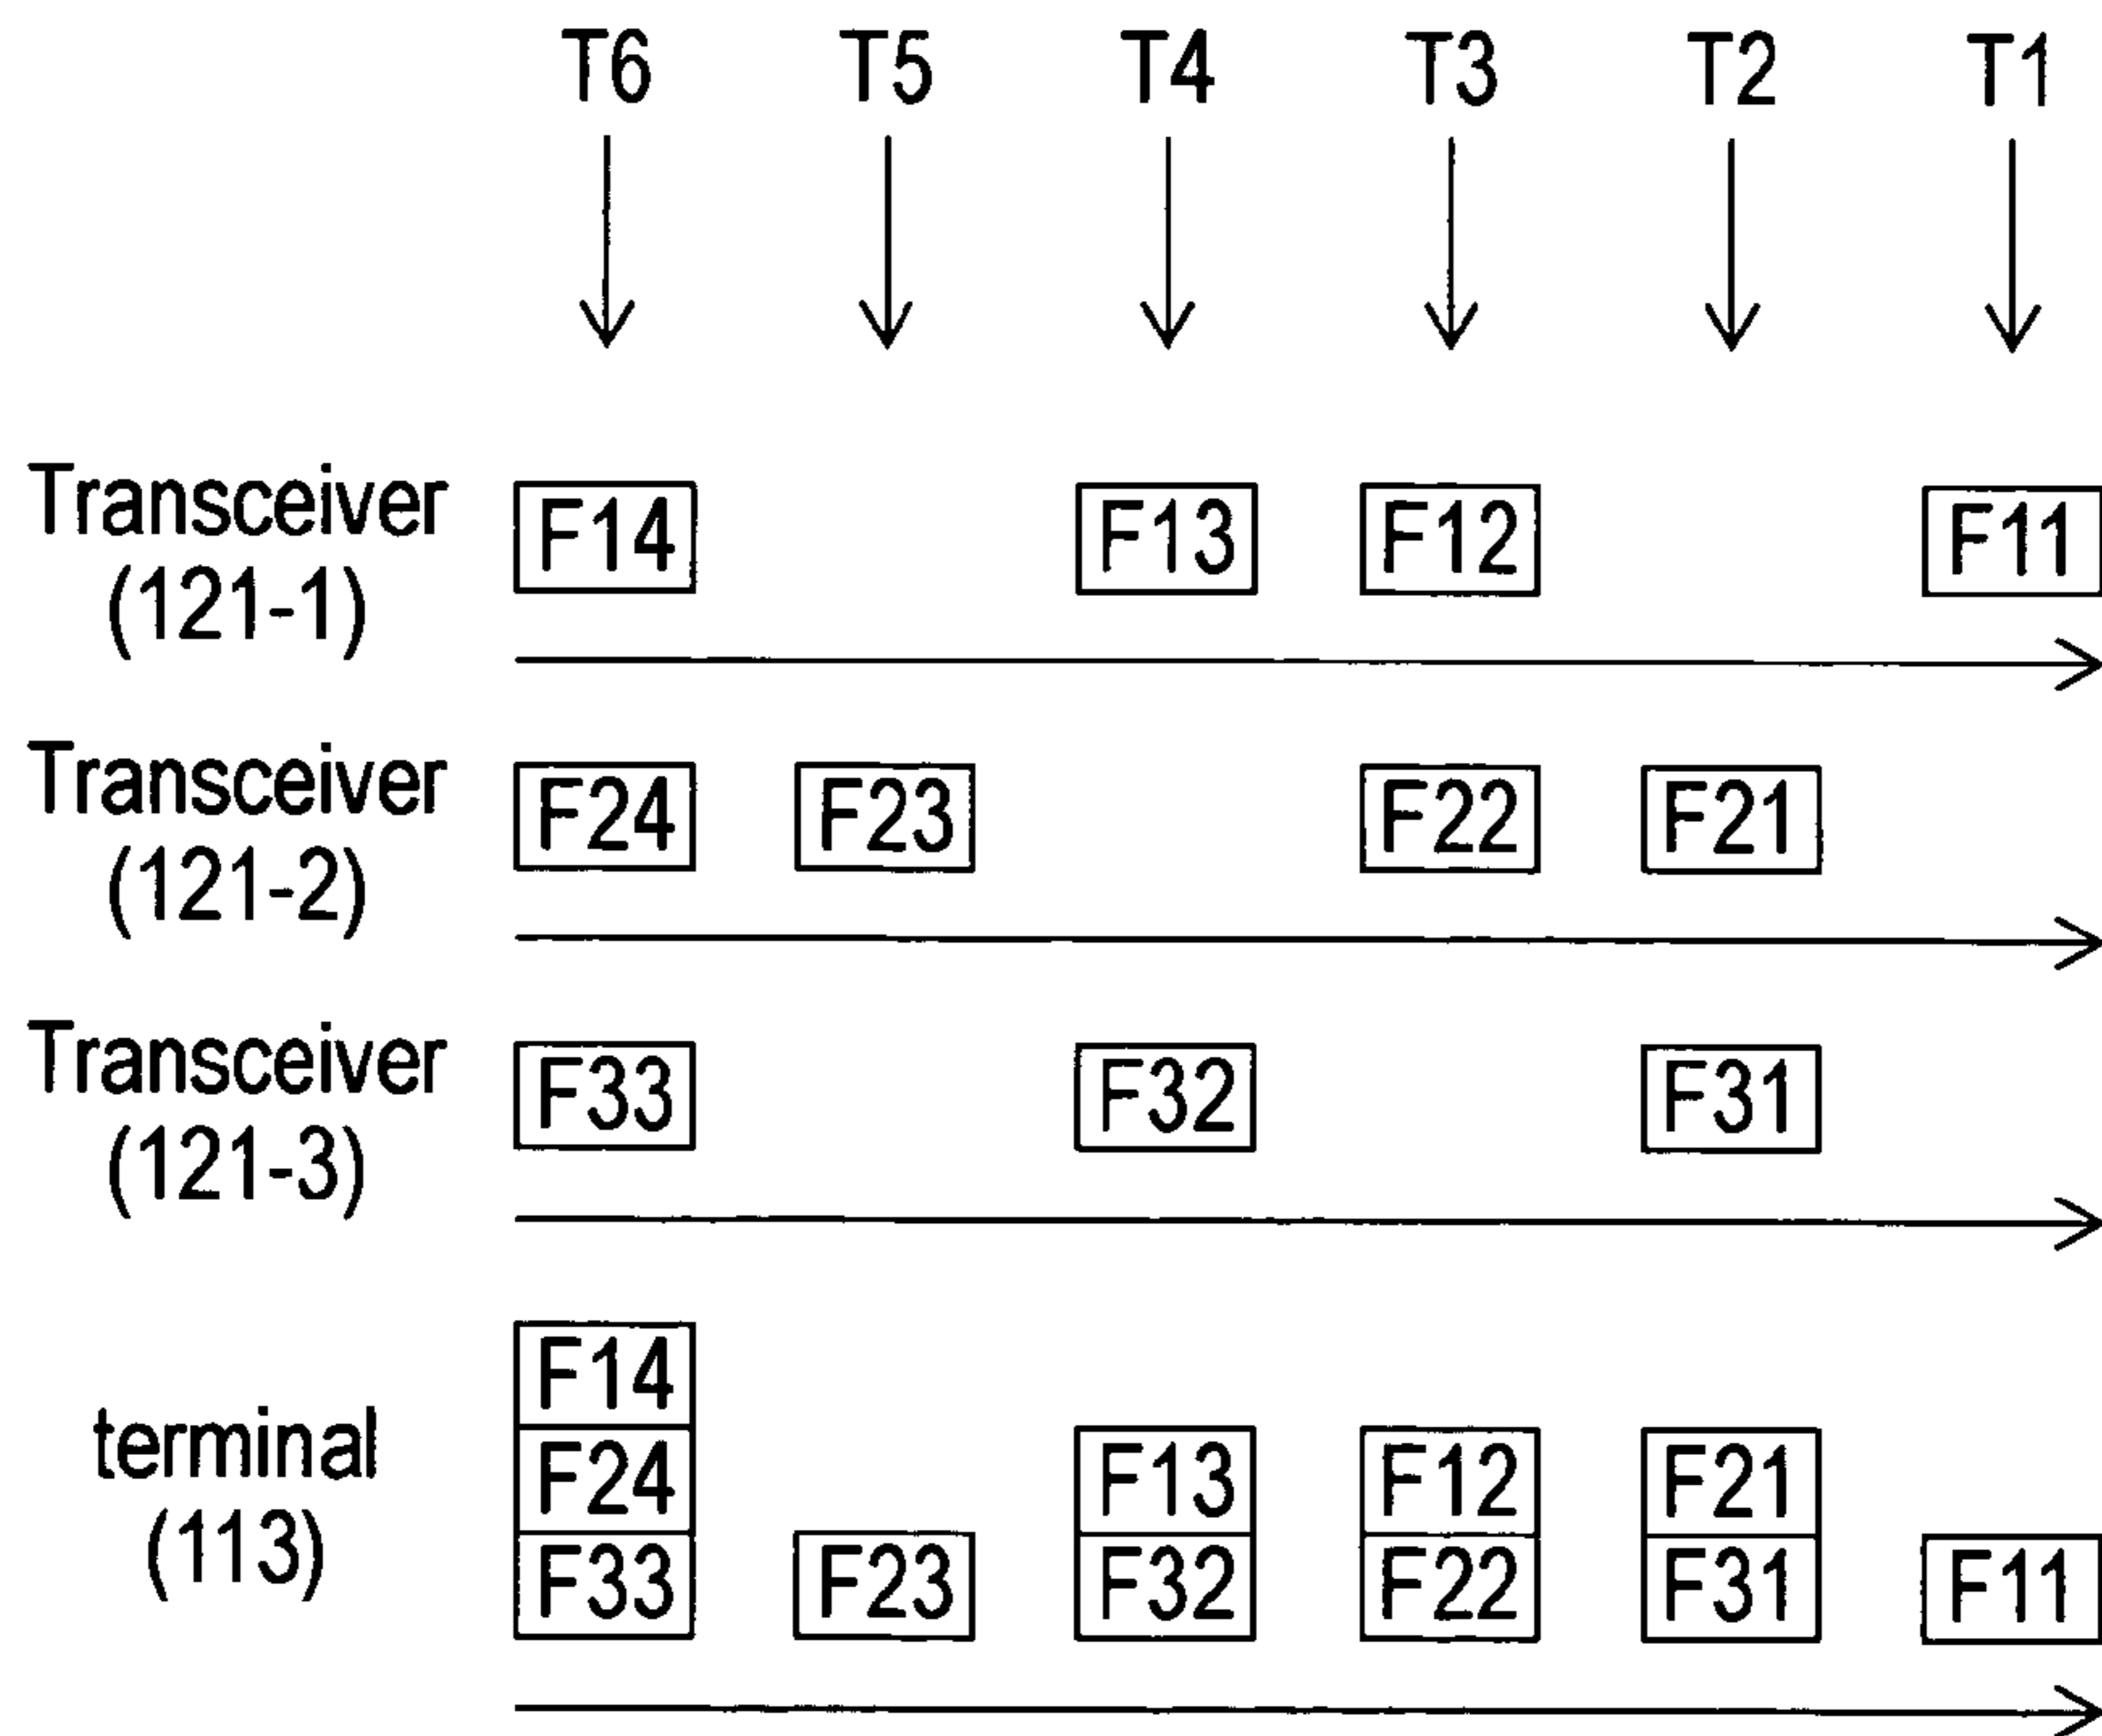 T6 T5 T4 T3 T2 T1
Transceiver
(121-1)
F14 F13 F12 F11
Transceiver
(121-2)
F24 F23 F22 F21
Transceiver
(121-3)
F33 F32 F31
terminal
(113)
F14
F24 F13 F12 F21
F33 F23 F32 F22 F31 F11